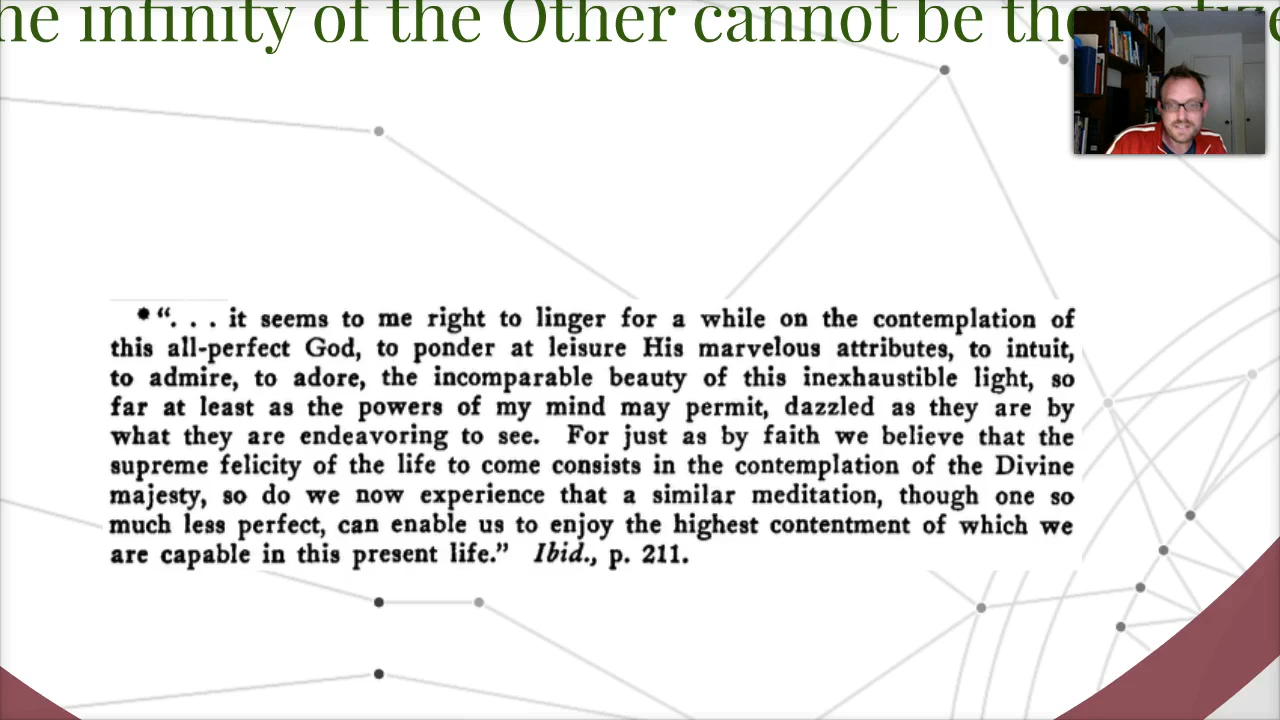 he infinity of the Other cannot be thematize
*“. . . it seems to me right to linger for a while on the contemplation of
this all-perfect God, to ponder at leisure His marvelous attributes, to intuit,
to admire, to adore, the incomparable beauty of this inexhaustible light, so
far at least as the powers of my mind may permit, dazzled as they are by
what they are endeavoring to see. For just as by faith we believe that the
supreme felicity of the life to come consists in the contemplation of the Divine
majesty, so do we now experience that a similar meditation, though one so
much less perfect, can enable us to enjoy the highest contentment of which we
are capable in this present life.” Ibid., p. 211.